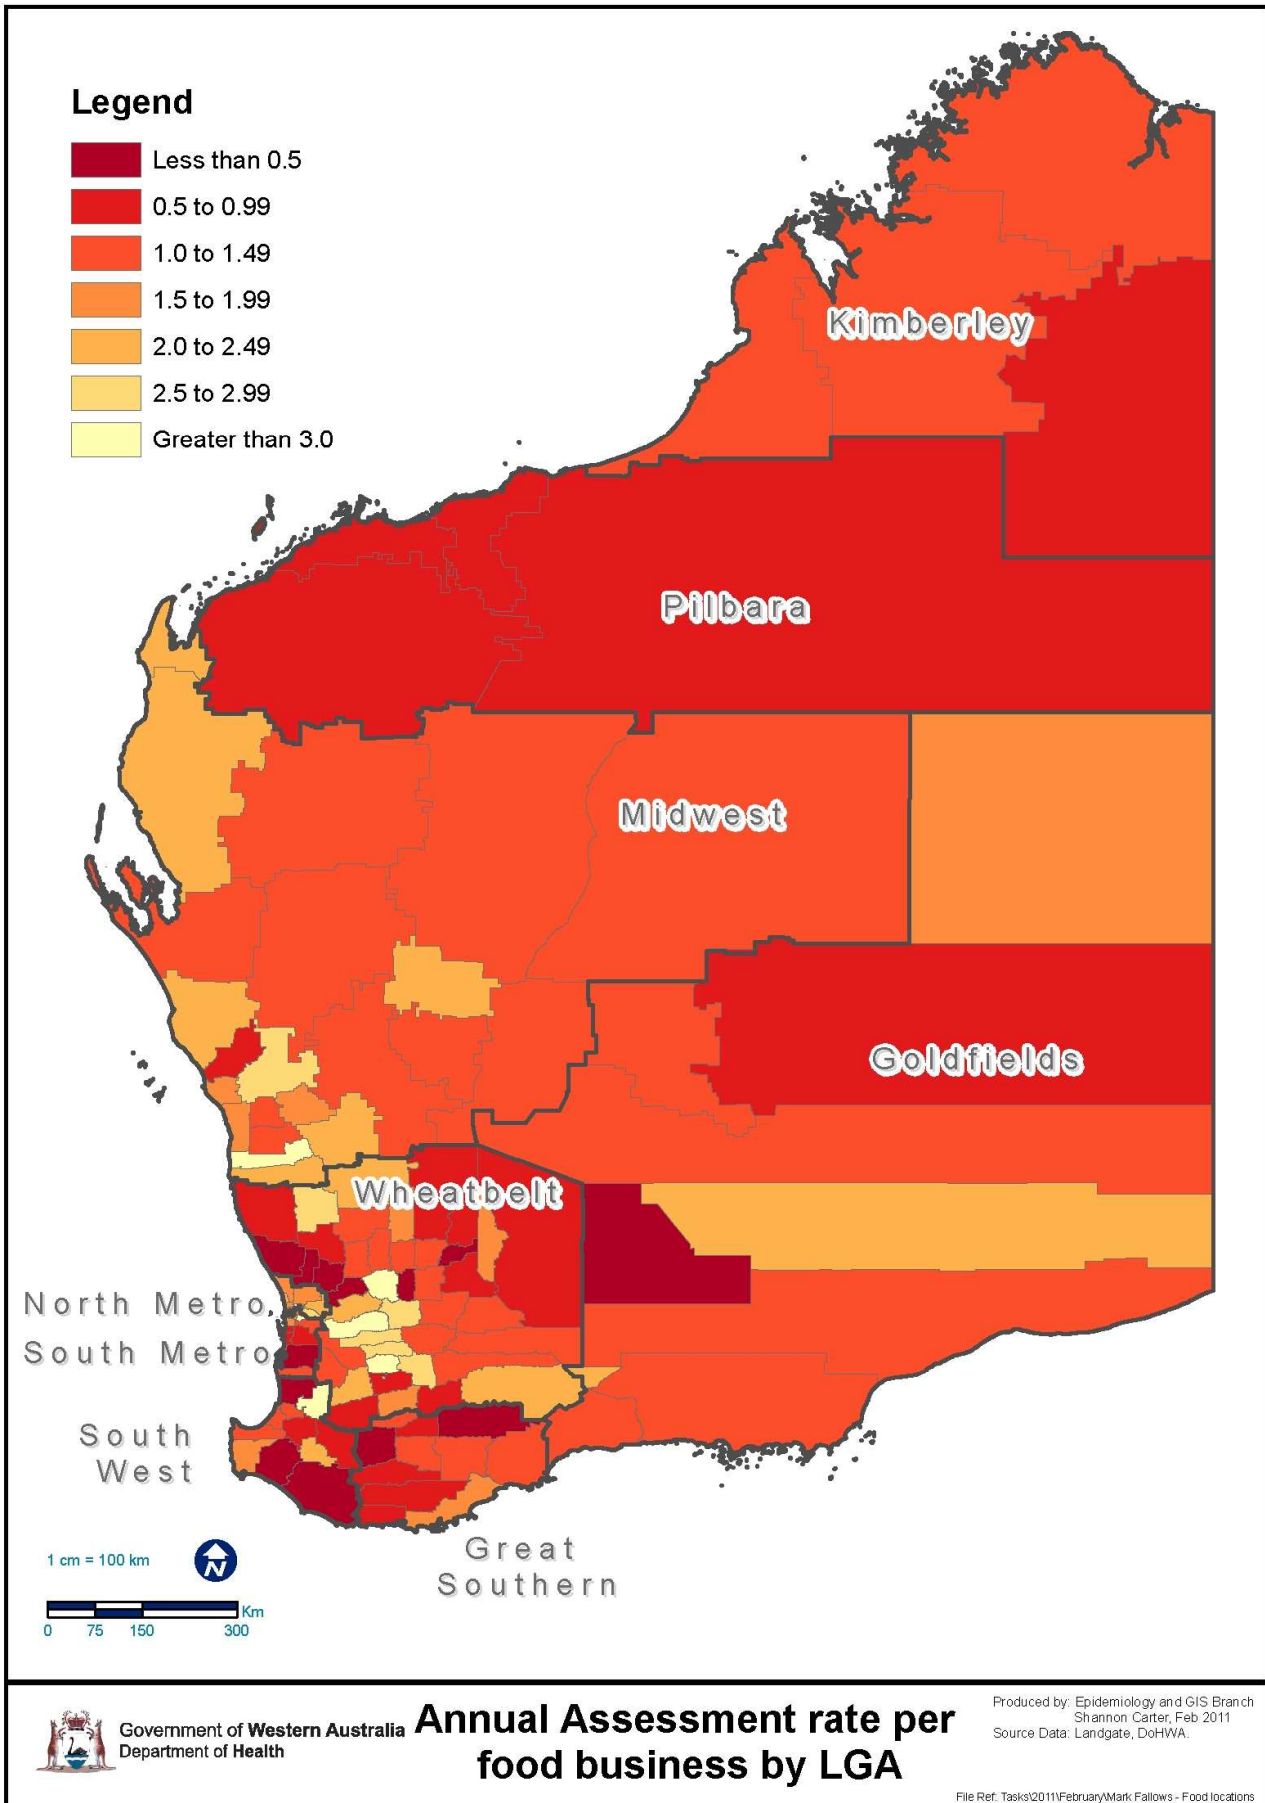 Legend
Less than 0.5
0.5 to 0.99
1.0 to 1.49
1.5 to 1.99
2.0 to 2.49
2.5 to 2.99
Greater than 3.0
Kimberley
Pilbara
Midwest
Goldfields
Wheatbelt
North Metro,
South Metro
South
West
Great
Southern
1 cm = 100 km
N
Km
0 75 150 300
Government of Western Australia
Department of Health
Annual Assessment rate per
food business by LGA
Produced by: Epidemiology and GIS Branch
Shannon Carter, Feb 2011
Source Data: Landgate, DoHWA.
File Ref: Tasks\2011\February\Mark Fallows - Food locations